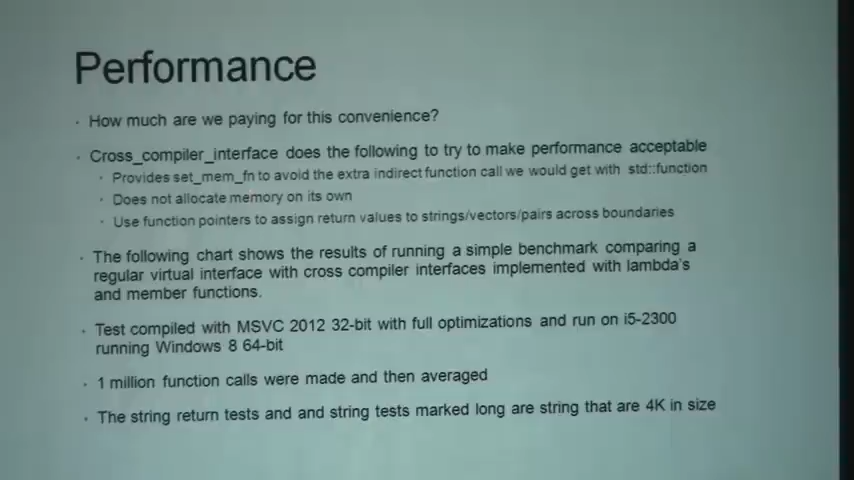 Performance
· How much are we paying for this convenience?
· Cross_compiler_interface does the following to try to make performance acceptable
· Provides set_mem_fn to avoid the extra indirect function call we would get with std::function
· Does not allocate memory on its own
· Use function pointers to assign return values to strings/vectors/pairs across boundaries
· The following chart shows the results of running a simple benchmark comparing a
regular virtual interface with cross compiler interfaces implemented with lambda's
and member functions.
· Test compiled with MSVC 2012 32-bit with full optimizations and run on i5-2300
running Windows 8 64-bit
· 1 million function calls were made and then averaged
· The string return tests and and string tests marked long are string that are 4K in size